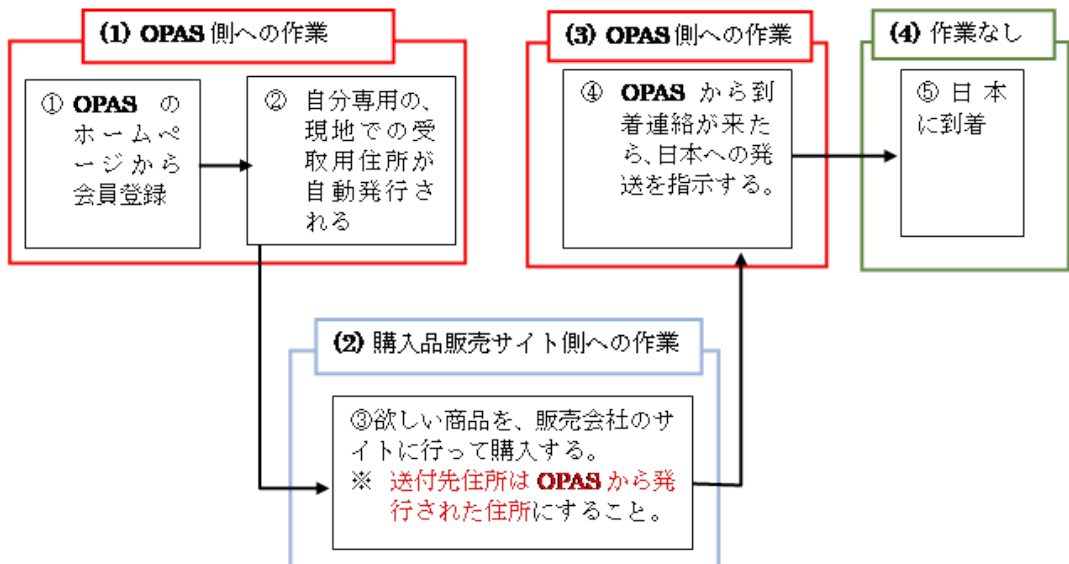 (1) OPAS 側への作業
① OPAS の
ホームペ
ージから
会員登録
② 自分専用の、
現地での受
取用住所が
自動発行さ
れる
(2) 購入品販売サイト側への作業
③欲しい商品を、販売会社のサ
イトに行って購入する。
※ 送付先住所は OPAS から発
行された住所にすること。
(3) OPAS 側への作業
④ OPAS から到
着連絡が来た
ら、日本への発
送を指示する。
(4) 作業なし
⑤ 日本
に到着